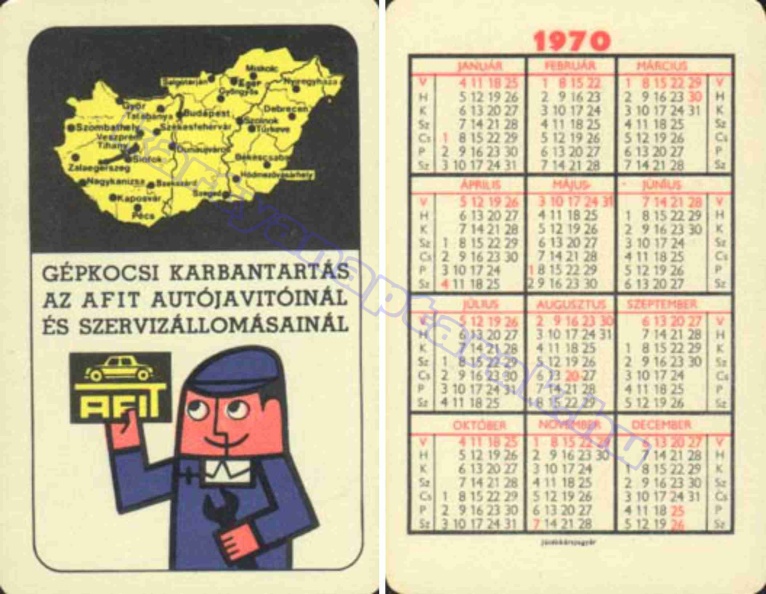 Miskolc
Salgótarján
Eger
Nyiregyháza
Gyöngyös
Győr
Debrecen
Tatabánya
Budapest
Szolnok
Szombathely
Székesfehérvár
Türkeve
Veszprém
Tihany
Dunaújváros
Siófok
Békéscsaba
Zalaegerszeg
Hódmezővásárhely
Nagykanizsa
Szekszárd
Kaposvár
Szeged
Pécs
GÉPKOCSI KARBANTARTÁS
AZ AFIT AUTÓJAVITÓINÁL
ÉS SZERVIZÁLLOMÁSAINÁL
AFIT
1970
JANUÁR FEBRUÁR MÁRCIUS
V 4 11 18 25 1 8 15 22 1 8 15 22 29 V
H 5 12 19 26 2 9 16 23 2 9 16 23 30 H
K 6 13 20 27 3 10 17 24 3 10 17 24 31 K
Sz 7 14 21 28 4 11 18 25 4 11 18 25 Sz
Cs 1 8 15 22 29 5 12 19 26 5 12 19 26 Cs
P 2 9 16 23 30 6 13 20 27 6 13 20 27 P
Sz 3 10 17 24 31 7 14 21 28 7 14 21 28 Sz
ÁPRILIS MÁJUS JÚNIUS
V 5 12 19 26 3 10 17 24 31 7 14 21 28 V
H 6 13 20 27 4 11 18 25 1 8 15 22 29 H
K 7 14 21 28 5 12 19 26 2 9 16 23 30 K
Sz 1 8 15 22 29 6 13 20 27 3 10 17 24 Sz
Cs 2 9 16 23 30 7 14 21 28 4 11 18 25 Cs
P 3 10 17 24 1 8 15 22 29 5 12 19 26 P
Sz 4 11 18 25 2 9 16 23 30 6 13 20 27 Sz
JÚLIUS AUGUSZTUS SZEPTEMBER
V 5 12 19 26 2 9 16 23 30 6 13 20 27 V
H 6 13 20 27 3 10 17 24 31 7 14 21 28 H
K 7 14 21 28 4 11 18 25 1 8 15 22 29 K
Sz 1 8 15 22 29 5 12 19 26 2 9 16 23 30 Sz
Cs 2 9 16 23 30 6 13 20 27 3 10 17 24 Cs
P 3 10 17 24 31 7 14 21 28 4 11 18 25 P
Sz 4 11 18 25 1 8 15 22 29 5 12 19 26 Sz
OKTÓBER NOVEMBER DECEMBER
V 4 11 18 25 1 8 15 22 29 6 13 20 27 V
H 5 12 19 26 2 9 16 23 30 7 14 21 28 H
K 6 13 20 27 3 10 17 24 1 8 15 22 29 K
Sz 7 14 21 28 4 11 18 25 2 9 16 23 30 Sz
Cs 1 8 15 22 29 5 12 19 26 3 10 17 24 31 Cs
P 2 9 16 23 30 6 13 20 27 4 11 18 25 P
Sz 3 10 17 24 31 7 14 21 28 5 12 19 26 Sz
Játékkártyagyár